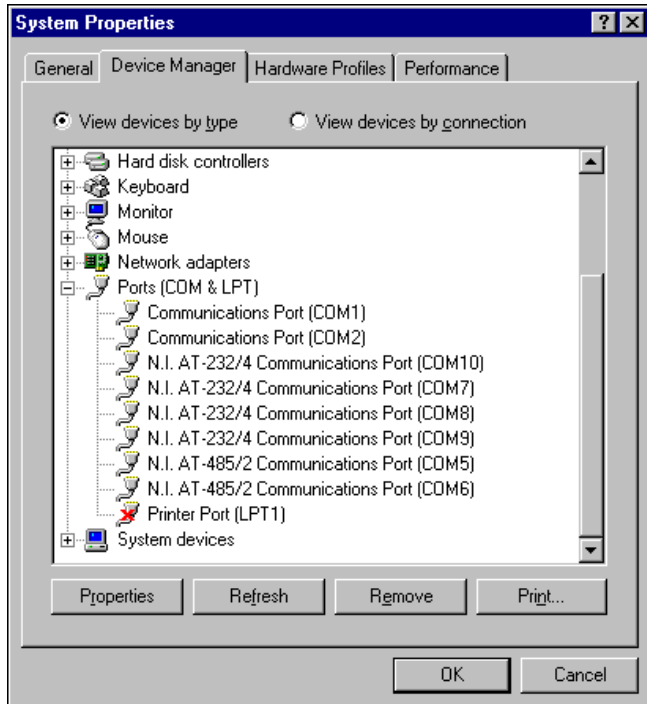 System Properties
General Device Manager Hardware Profiles Performance
View devices by type View devices by connection
Hard disk controllers
Keyboard
Monitor
Mouse
Network adapters
Ports (COM & LPT)
Communications Port (COM1)
Communications Port (COM2)
N.I. AT-232/4 Communications Port (COM10)
N.I. AT-232/4 Communications Port (COM7)
N.I. AT-232/4 Communications Port (COM8)
N.I. AT-232/4 Communications Port (COM9)
N.I. AT-485/2 Communications Port (COM5)
N.I. AT-485/2 Communications Port (COM6)
Printer Port (LPT1)
System devices
Properties Refresh Remove Print...
OK Cancel